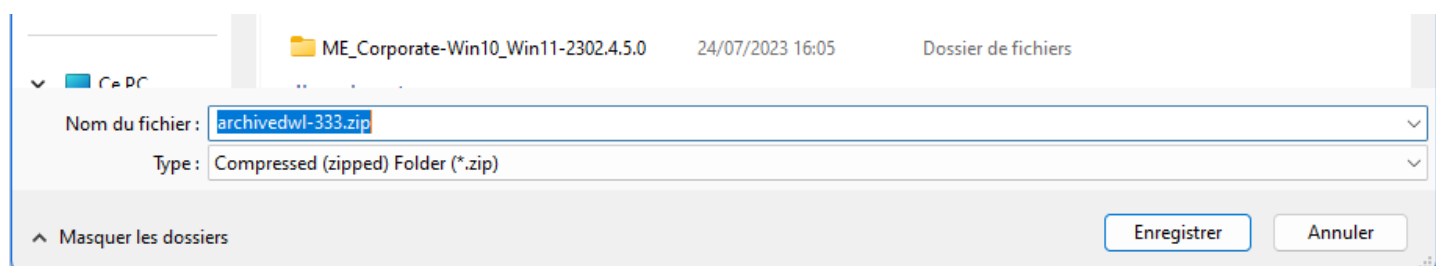 ME_Corporate-Win10_Win11-2302.4.5.0 24/07/2023 16:05 Dossier de fichiers
Ce PC
Nom du fichier : archivedwl-333.zip
Type : Compressed (zipped) Folder (*.zip)
Masquer les dossiers Enregistrer Annuler